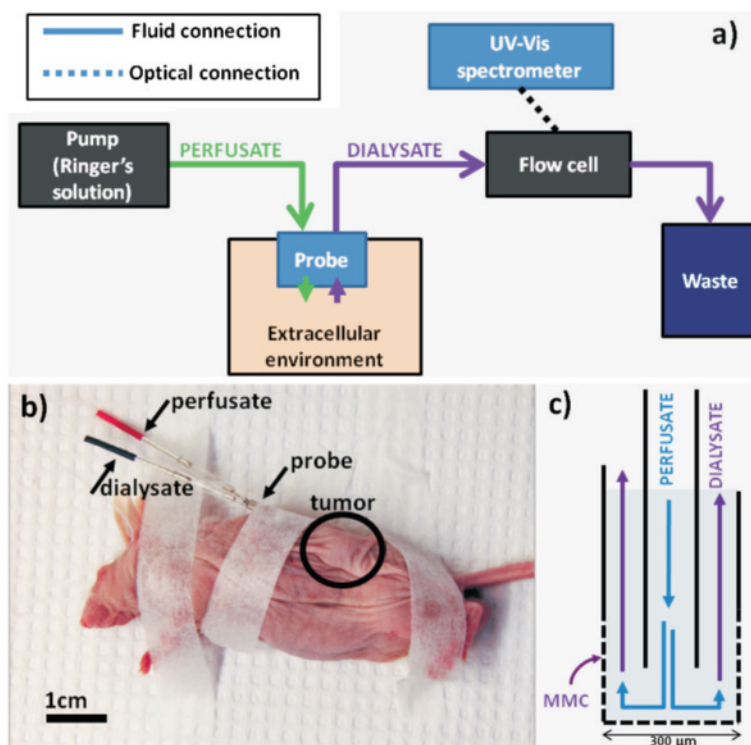 Fluid connection
Optical connection
a)
UV-Vis
spectrometer
Pump
(Ringer's
solution)
PERFUSATE
DIALYSATE
Flow cell
Probe
Extracellular
environment
Waste
b)
perfusate
dialysate
probe
tumor
1cm
c)
PERFUSATE
DIALYSATE
MMC
300 µm